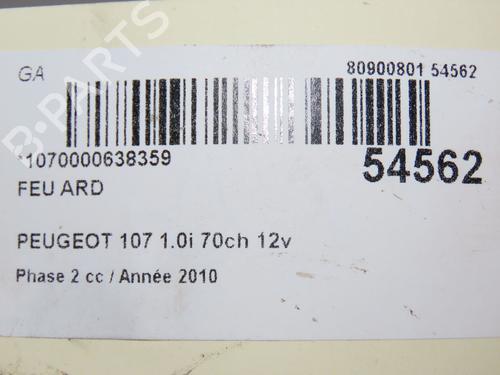 GA
80900801 54562
*1070000638359
54562
FEU ARD
PEUGEOT 107 1.0i 70ch 12v
Phase 2 cc / Année 2010
B-PARTS